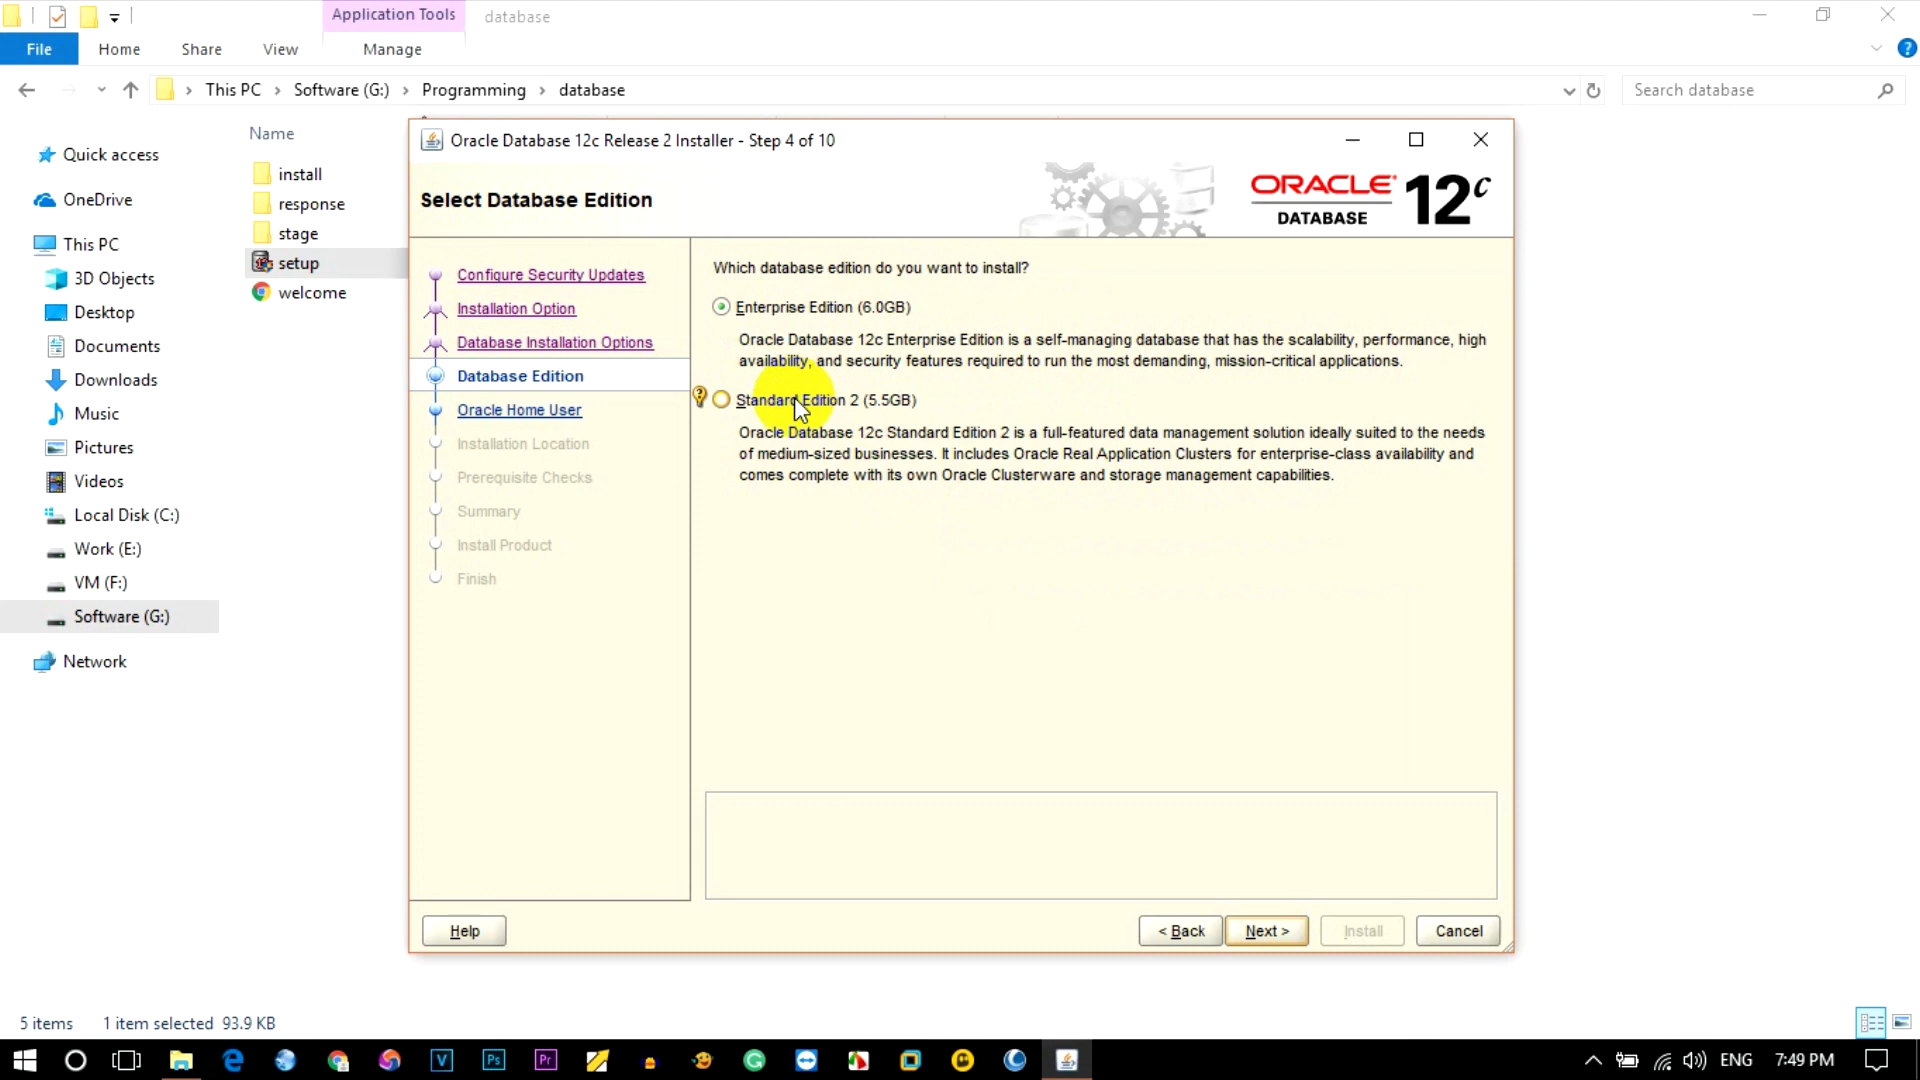 Application Tools
database
File
Home
Share
View
Manage
This PC
Software (G:)
Programming
database
Search database
Name
Quick access
OneDrive
This PC
3D Objects
Desktop
Documents
Downloads
Music
Pictures
Videos
Local Disk (C:)
Work (E:)
VM (F:)
Software (G:)
Network
install
response
stage
setup
welcome
Oracle Database 12c Release 2 Installer - Step 4 of 10
Select Database Edition
ORACLE
DATABASE
12c
Configure Security Updates
Installation Option
Database Installation Options
Database Edition
Oracle Home User
Installation Location
Prerequisite Checks
Summary
Install Product
Finish
Which database edition do you want to install?
Enterprise Edition (6.0GB)
Oracle Database 12c Enterprise Edition is a self-managing database that has the scalability, performance, high
availability, and security features required to run the most demanding, mission-critical applications.
Standard Edition 2 (5.5GB)
Oracle Database 12c Standard Edition 2 is a full-featured data management solution ideally suited to the needs
of medium-sized businesses. It includes Oracle Real Application Clusters for enterprise-class availability and
comes complete with its own Oracle Clusterware and storage management capabilities.
Help
< Back
Next >
Install
Cancel
5 items
1 item selected 93.9 KB
V
Ps
Pr
ENG
7:49 PM